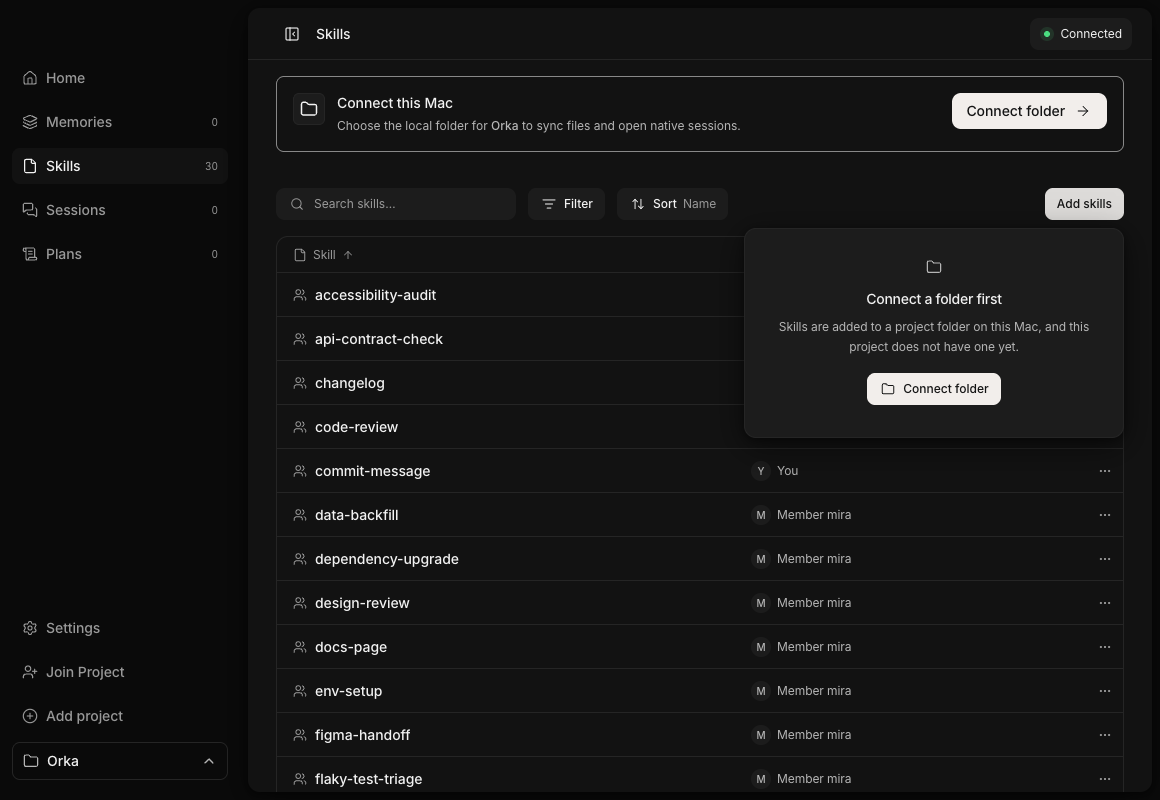 Skills
Connected
Home
Memories 0
Skills 30
Sessions 0
Plans 0
Connect this Mac
Choose the local folder for Orka to sync files and open native sessions.
Connect folder
Search skills...
Filter
Sort Name
Add skills
Skill
accessibility-audit
api-contract-check
changelog
code-review
Connect a folder first
Skills are added to a project folder on this Mac, and this
project does not have one yet.
Connect folder
commit-message Y You
data-backfill M Member mira
dependency-upgrade M Member mira
design-review M Member mira
docs-page M Member mira
env-setup M Member mira
figma-handoff M Member mira
flaky-test-triage M Member mira
Settings
Join Project
Add project
Orka